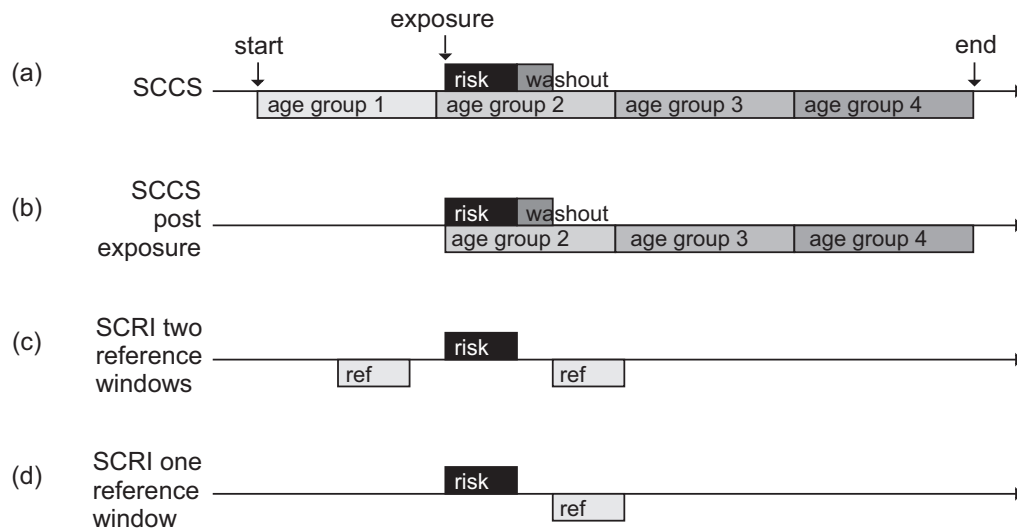 exposure
start
end
(a)
SCCS
risk
washout
age group 1
age group 2
age group 3
age group 4
(b)
SCCS
post
exposure
risk
washout
age group 2
age group 3
age group 4
(c)
SCRI two
reference
windows
risk
ref
ref
(d)
SCRI one
reference
window
risk
ref